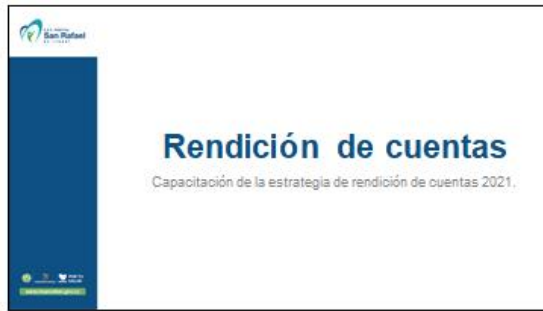 San Rafael
Rendición de cuentas
Capacitación de la estrategia de rendición de cuentas 2021.